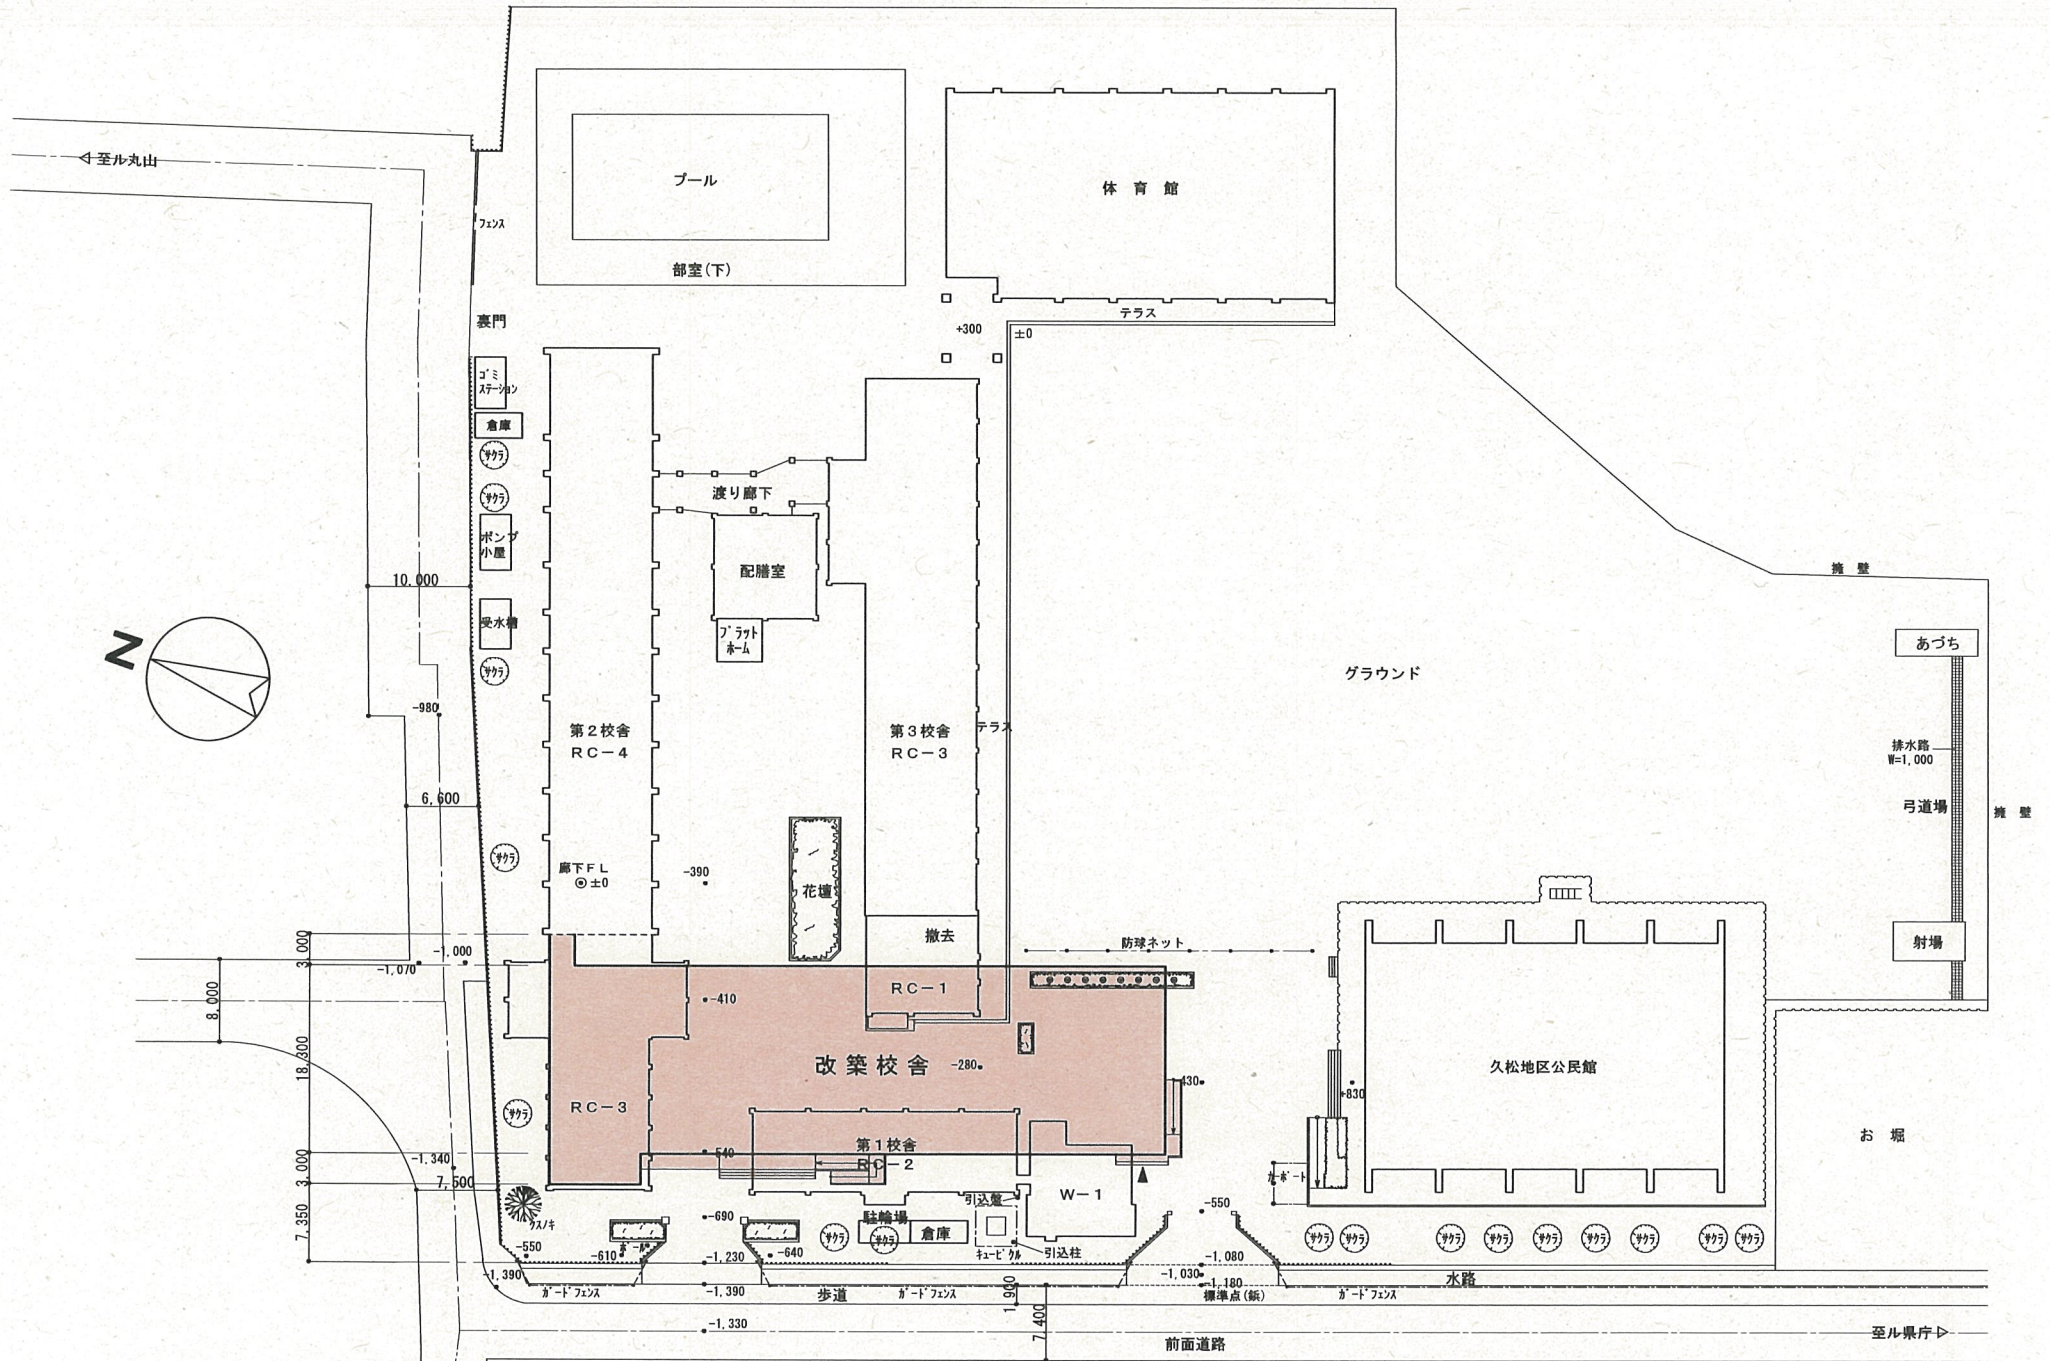 ◁至ル丸山
プール
体 育 館
フェンス
部室(下)
裏門
テラス
+300
±0
ゴミ
ステーション
倉庫
サクラ
サクラ
渡り廊下
ポンプ
小屋
配膳室
擁 壁
10,000
プラット
ホーム
受水槽
あづち
N
サクラ
グラウンド
-980
第2校舎
RC-4
第3校舎
RC-3
テラス
排水路
W=1,000
6,600
弓道場
擁 壁
サクラ
廊下FL
±0
-390
花壇
撤去
防球ネット
射場
3,000
-1,000
-1,070
8,000
-410
RC-1
18,300
改築校舎
-280
久松地区公民館
430
+830
サクラ
RC-3
第1校舎
RC-2
お 堀
-540
3,000
-1,340
7,500
カーポート
W-1
引込盤
クスノキ
7,350
-690
駐輪場
倉庫
サクラ
サクラ
-550
サクラ
サクラ
サクラ
サクラ
サクラ
サクラ
サクラ
サクラ
サクラ
-550
-610
ポール
-1,230
-640
キュービクル
引込柱
-1,080
-1,390
-1,030
-1,180
水路
ガードフェンス
-1,390
歩道
ガードフェンス
1,900
標準点(鋲)
ガードフェンス
-1,330
7,400
前面道路
至ル県庁▷